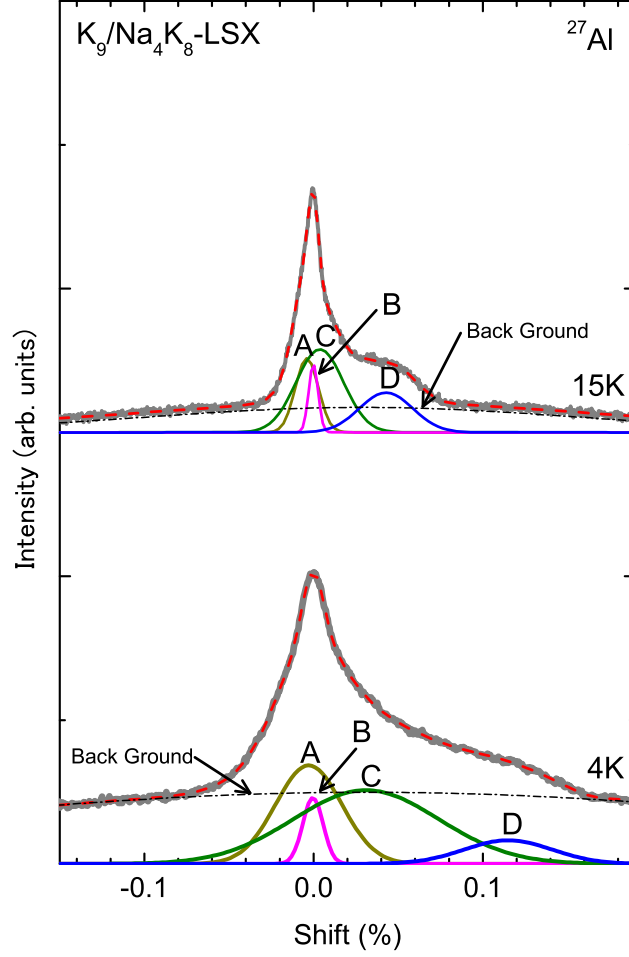 K₉/Na₄K₈-LSX
²⁷Al
B
A C
Back Ground
D
15K
Intensity (arb. units)
B
A
Back Ground
C
4K
D
-0.1 0.0 0.1
Shift (%)